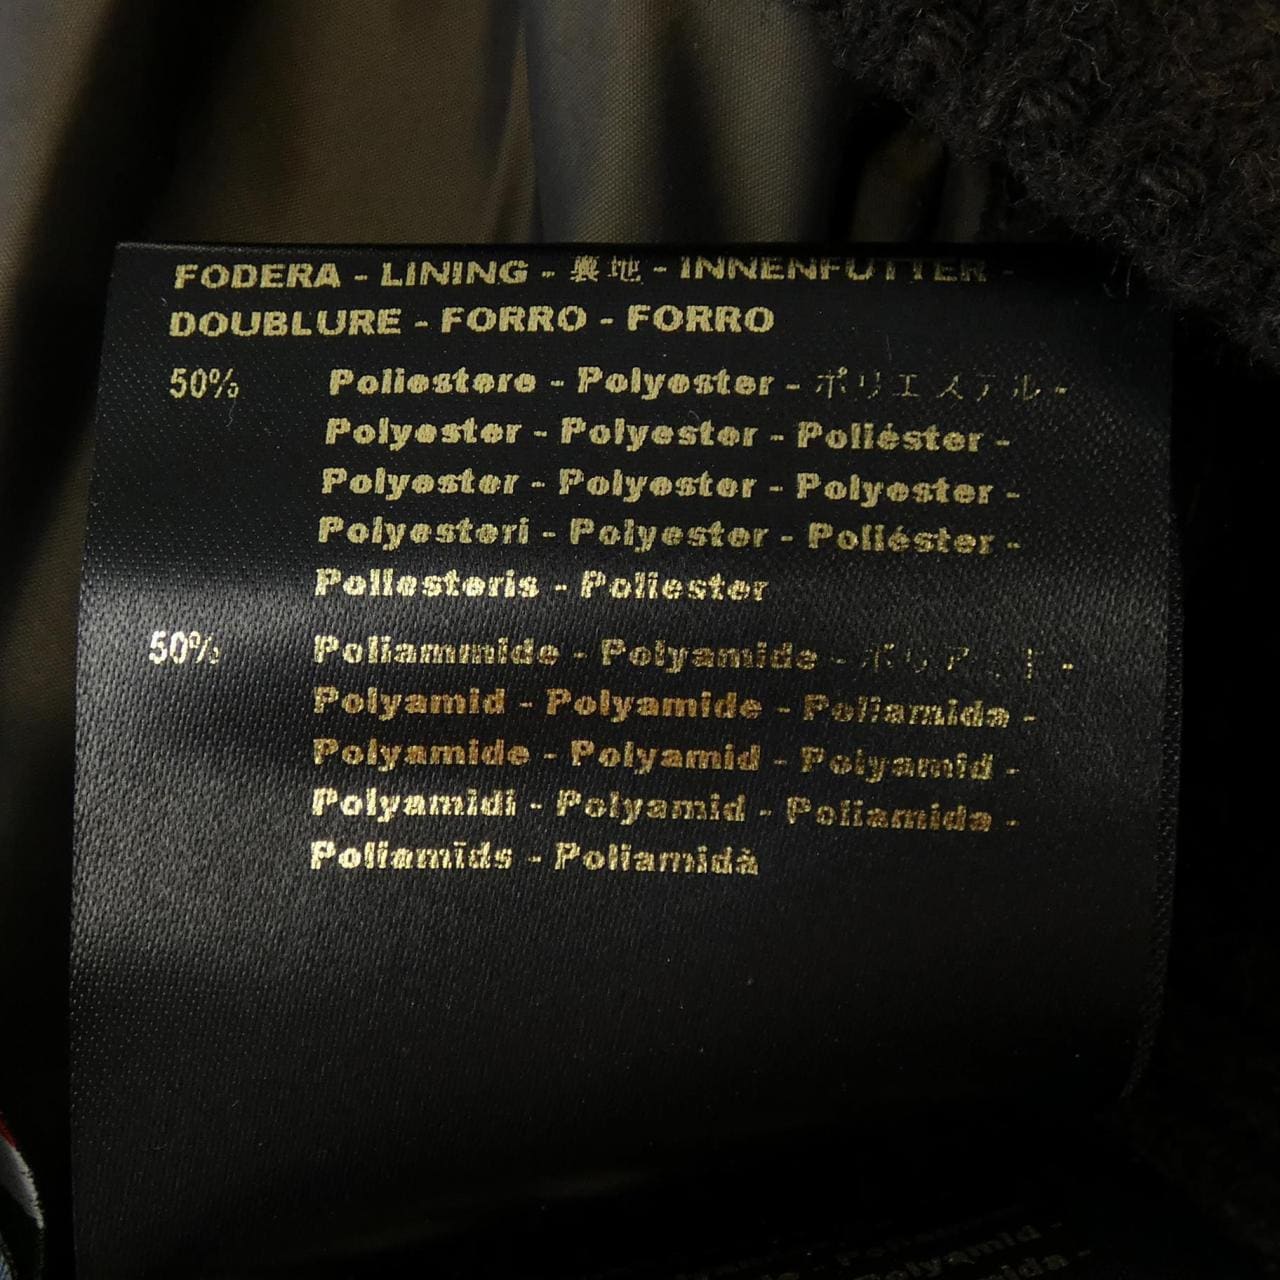 FODERA - LINING - 裏地 - INNENFUTTER -
DOUBLURE - FORRO - FORRO
50% Poliestere - Polyester - ポリエステル -
Polyester - Polyester - Poliéster -
Polyester - Polyester - Polyester -
Polyesteri - Polyester - Poliéster -
Poliesteris - Poliester
50% Poliammide - Polyamide - ポリアミド -
Polyamid - Polyamide - Poliamida -
Polyamide - Polyamid - Polyamid -
Polyamidi - Polyamid - Poliamida -
Poliamīds - Poliamidă
Polyamid -